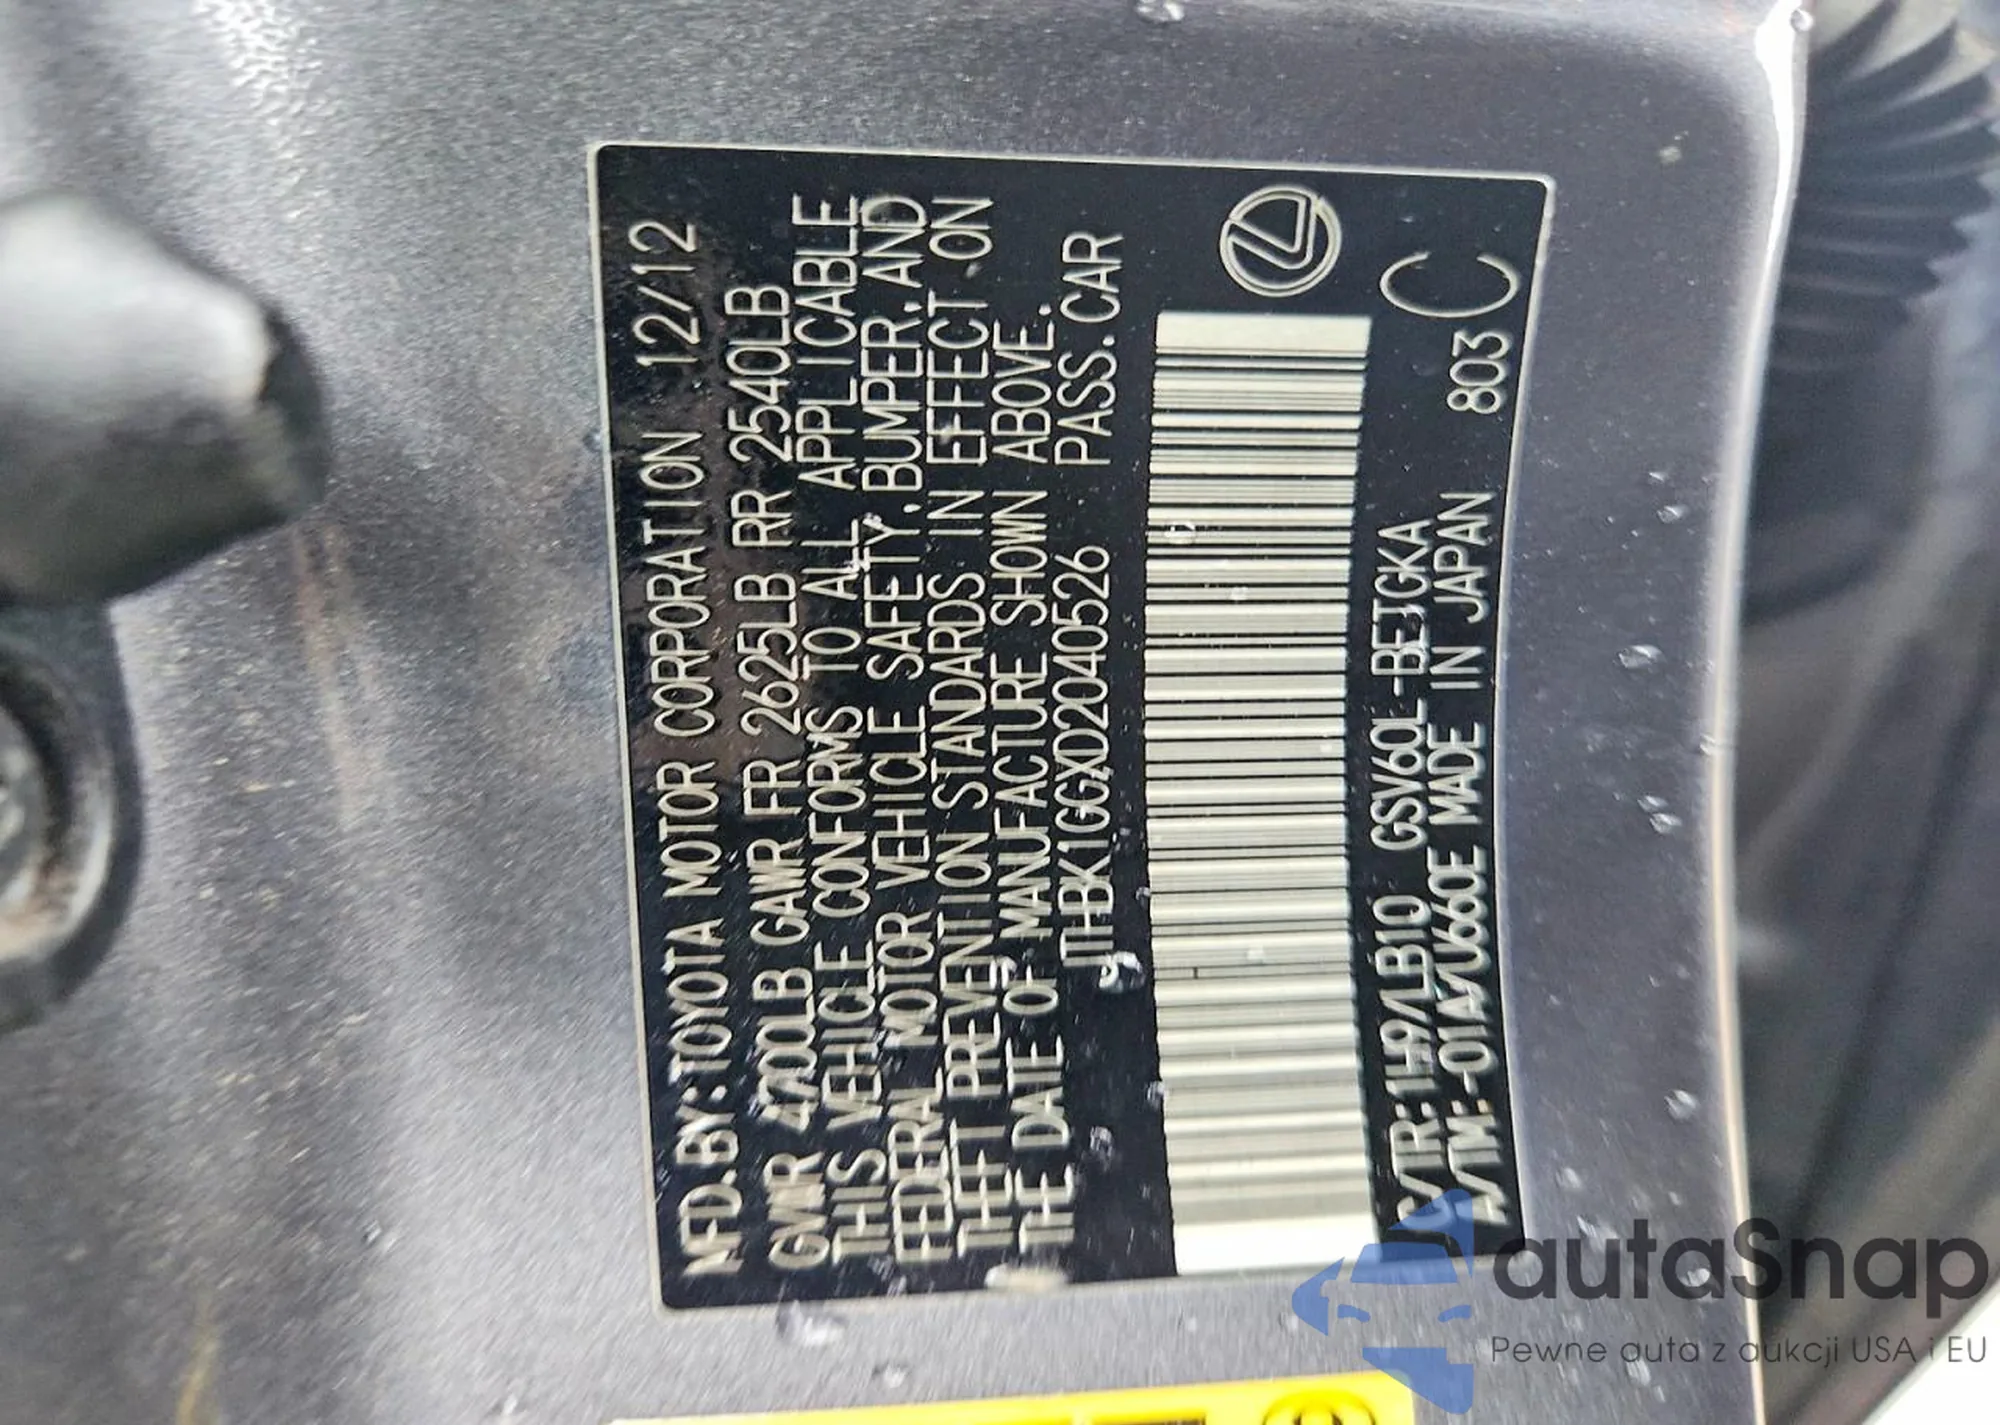 MFD.BY:TOYOTA MOTOR CORPORATION 12/12
GVWR 4700LB GAWR FR 2625LB RR 2540LB
THIS VEHICLE CONFORMS TO ALL APPLICABLE
FEDERAL MOTOR VEHICLE SAFETY,BUMPER,AND
THEFT PREVENTION STANDARDS IN EFFECT ON
THE DATE OF MANUFACTURE SHOWN ABOVE.
JTHBK1GGXD2040526 PASS.CAR
C/TR:1H9/LB10 GSV60L-BETGKA
A/TM:-01A/U660E MADE IN JAPAN 803 C
autaSnap
Pewne auta z aukcji USA i EU